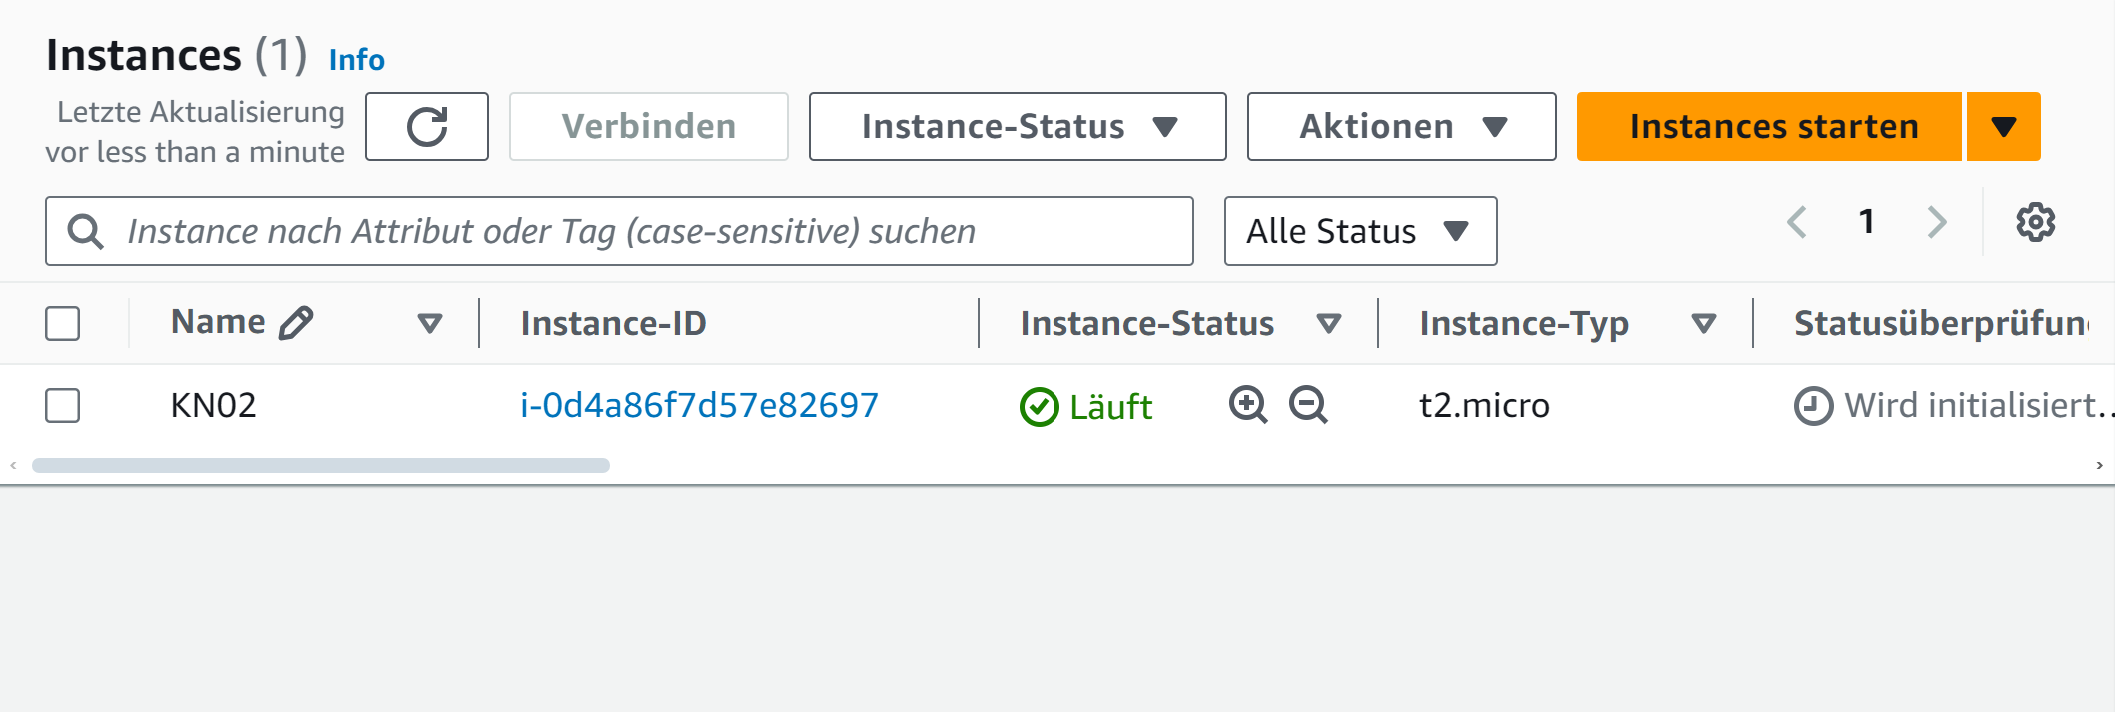 Instances (1) Info
Letzte Aktualisierung
vor less than a minute
Verbinden
Instance-Status
Aktionen
Instances starten
Instance nach Attribut oder Tag (case-sensitive) suchen
Alle Status
1
Name
Instance-ID
Instance-Status
Instance-Typ
Statusüberprüfun
KN02
i-0d4a86f7d57e82697
Läuft
t2.micro
Wird initialisiert…